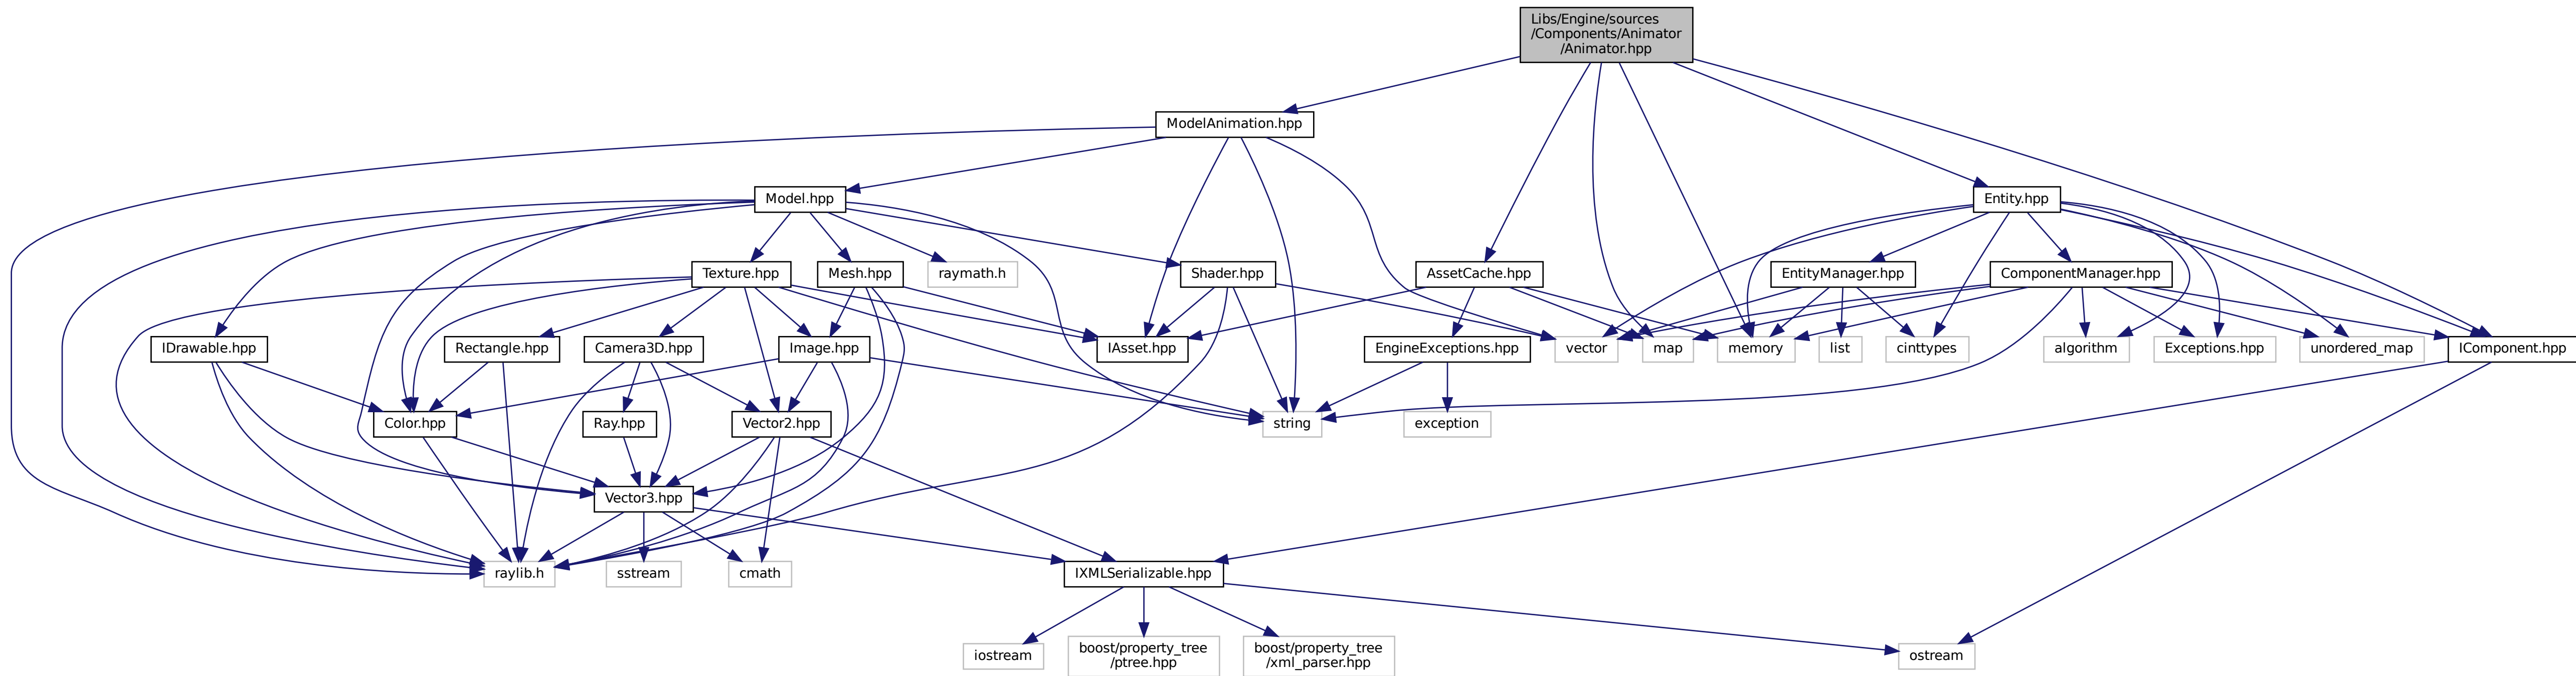 Libs/Engine/sources
/Components/Animator
/Animator.hpp
ModelAnimation.hpp
Model.hpp
Entity.hpp
Texture.hpp
Mesh.hpp
raymath.h
Shader.hpp
AssetCache.hpp
EntityManager.hpp
ComponentManager.hpp
IDrawable.hpp
Rectangle.hpp
Camera3D.hpp
Image.hpp
IAsset.hpp
EngineExceptions.hpp
vector
map
memory
list
cinttypes
algorithm
Exceptions.hpp
unordered_map
IComponent.hpp
Color.hpp
Ray.hpp
Vector2.hpp
string
exception
Vector3.hpp
raylib.h
sstream
cmath
IXMLSerializable.hpp
iostream
boost/property_tree
/ptree.hpp
boost/property_tree
/xml_parser.hpp
ostream